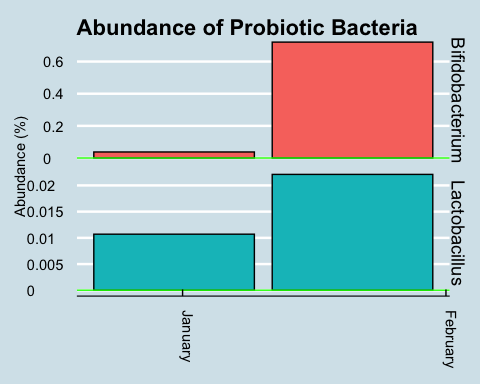 Abundance of Probiotic Bacteria
Abundance (%)
0.6
0.4
0.2
0
Bifidobacterium
0.02
0.015
0.01
0.005
0
Lactobacillus
January
February